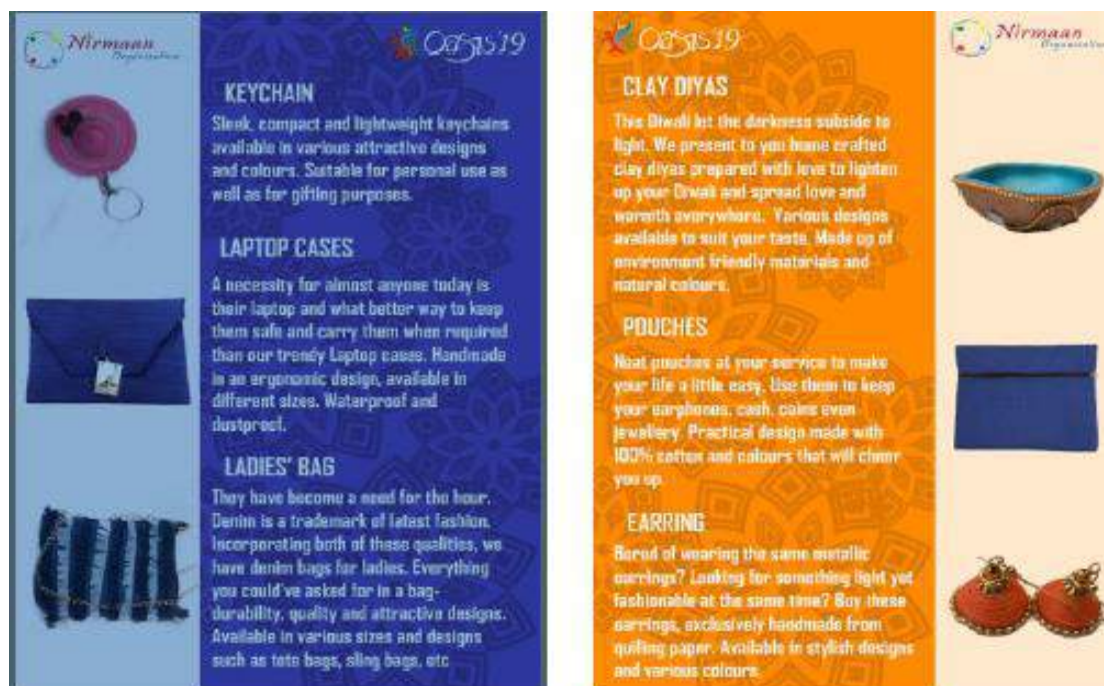 Nirmaan
Organisation
Oasis19
KEYCHAIN
Sleek, compact and lightweight keychains
available in various attractive designs
and colours. Suitable for personal use as
well as for gifting purposes.
LAPTOP CASES
A necessity for almost anyone today is
their laptop and what better way to keep
them safe and carry them when required
than our trendy Laptop cases. Handmade
in an ergonomic design, available in
different sizes. Waterproof and
dustproof.
LADIES' BAG
They have become a need for the hour.
Denim is a trademark of latest fashion.
Incorporating both of these qualities, we
have denim bags for ladies. Everything
you could've asked for in a bag-
durability, quality and attractive designs.
Available in various sizes and designs
such as tote bags, sling bags, etc
Oasis19
Nirmaan
Organisation
CLAY DIYAS
This Diwali let the darkness subside to
light. We present to you home crafted
clay diyas prepared with love to lighten
up your Diwali and spread love and
warmth everywhere. Various designs
available to suit your taste. Made up of
environment friendly materials and
natural colours.
POUCHES
Neat pouches at your service to make
your life a little easy. Use them to keep
your earphones, cash, coins even
jewellery. Practical design made with
100% cotton and colours that will cheer
you up
EARRING
Bored of wearing the same metallic
earrings? Looking for something light yet
fashionable at the same time? Buy these
earrings, exclusively handmade from
quilling paper. Available in stylish designs
and various colours